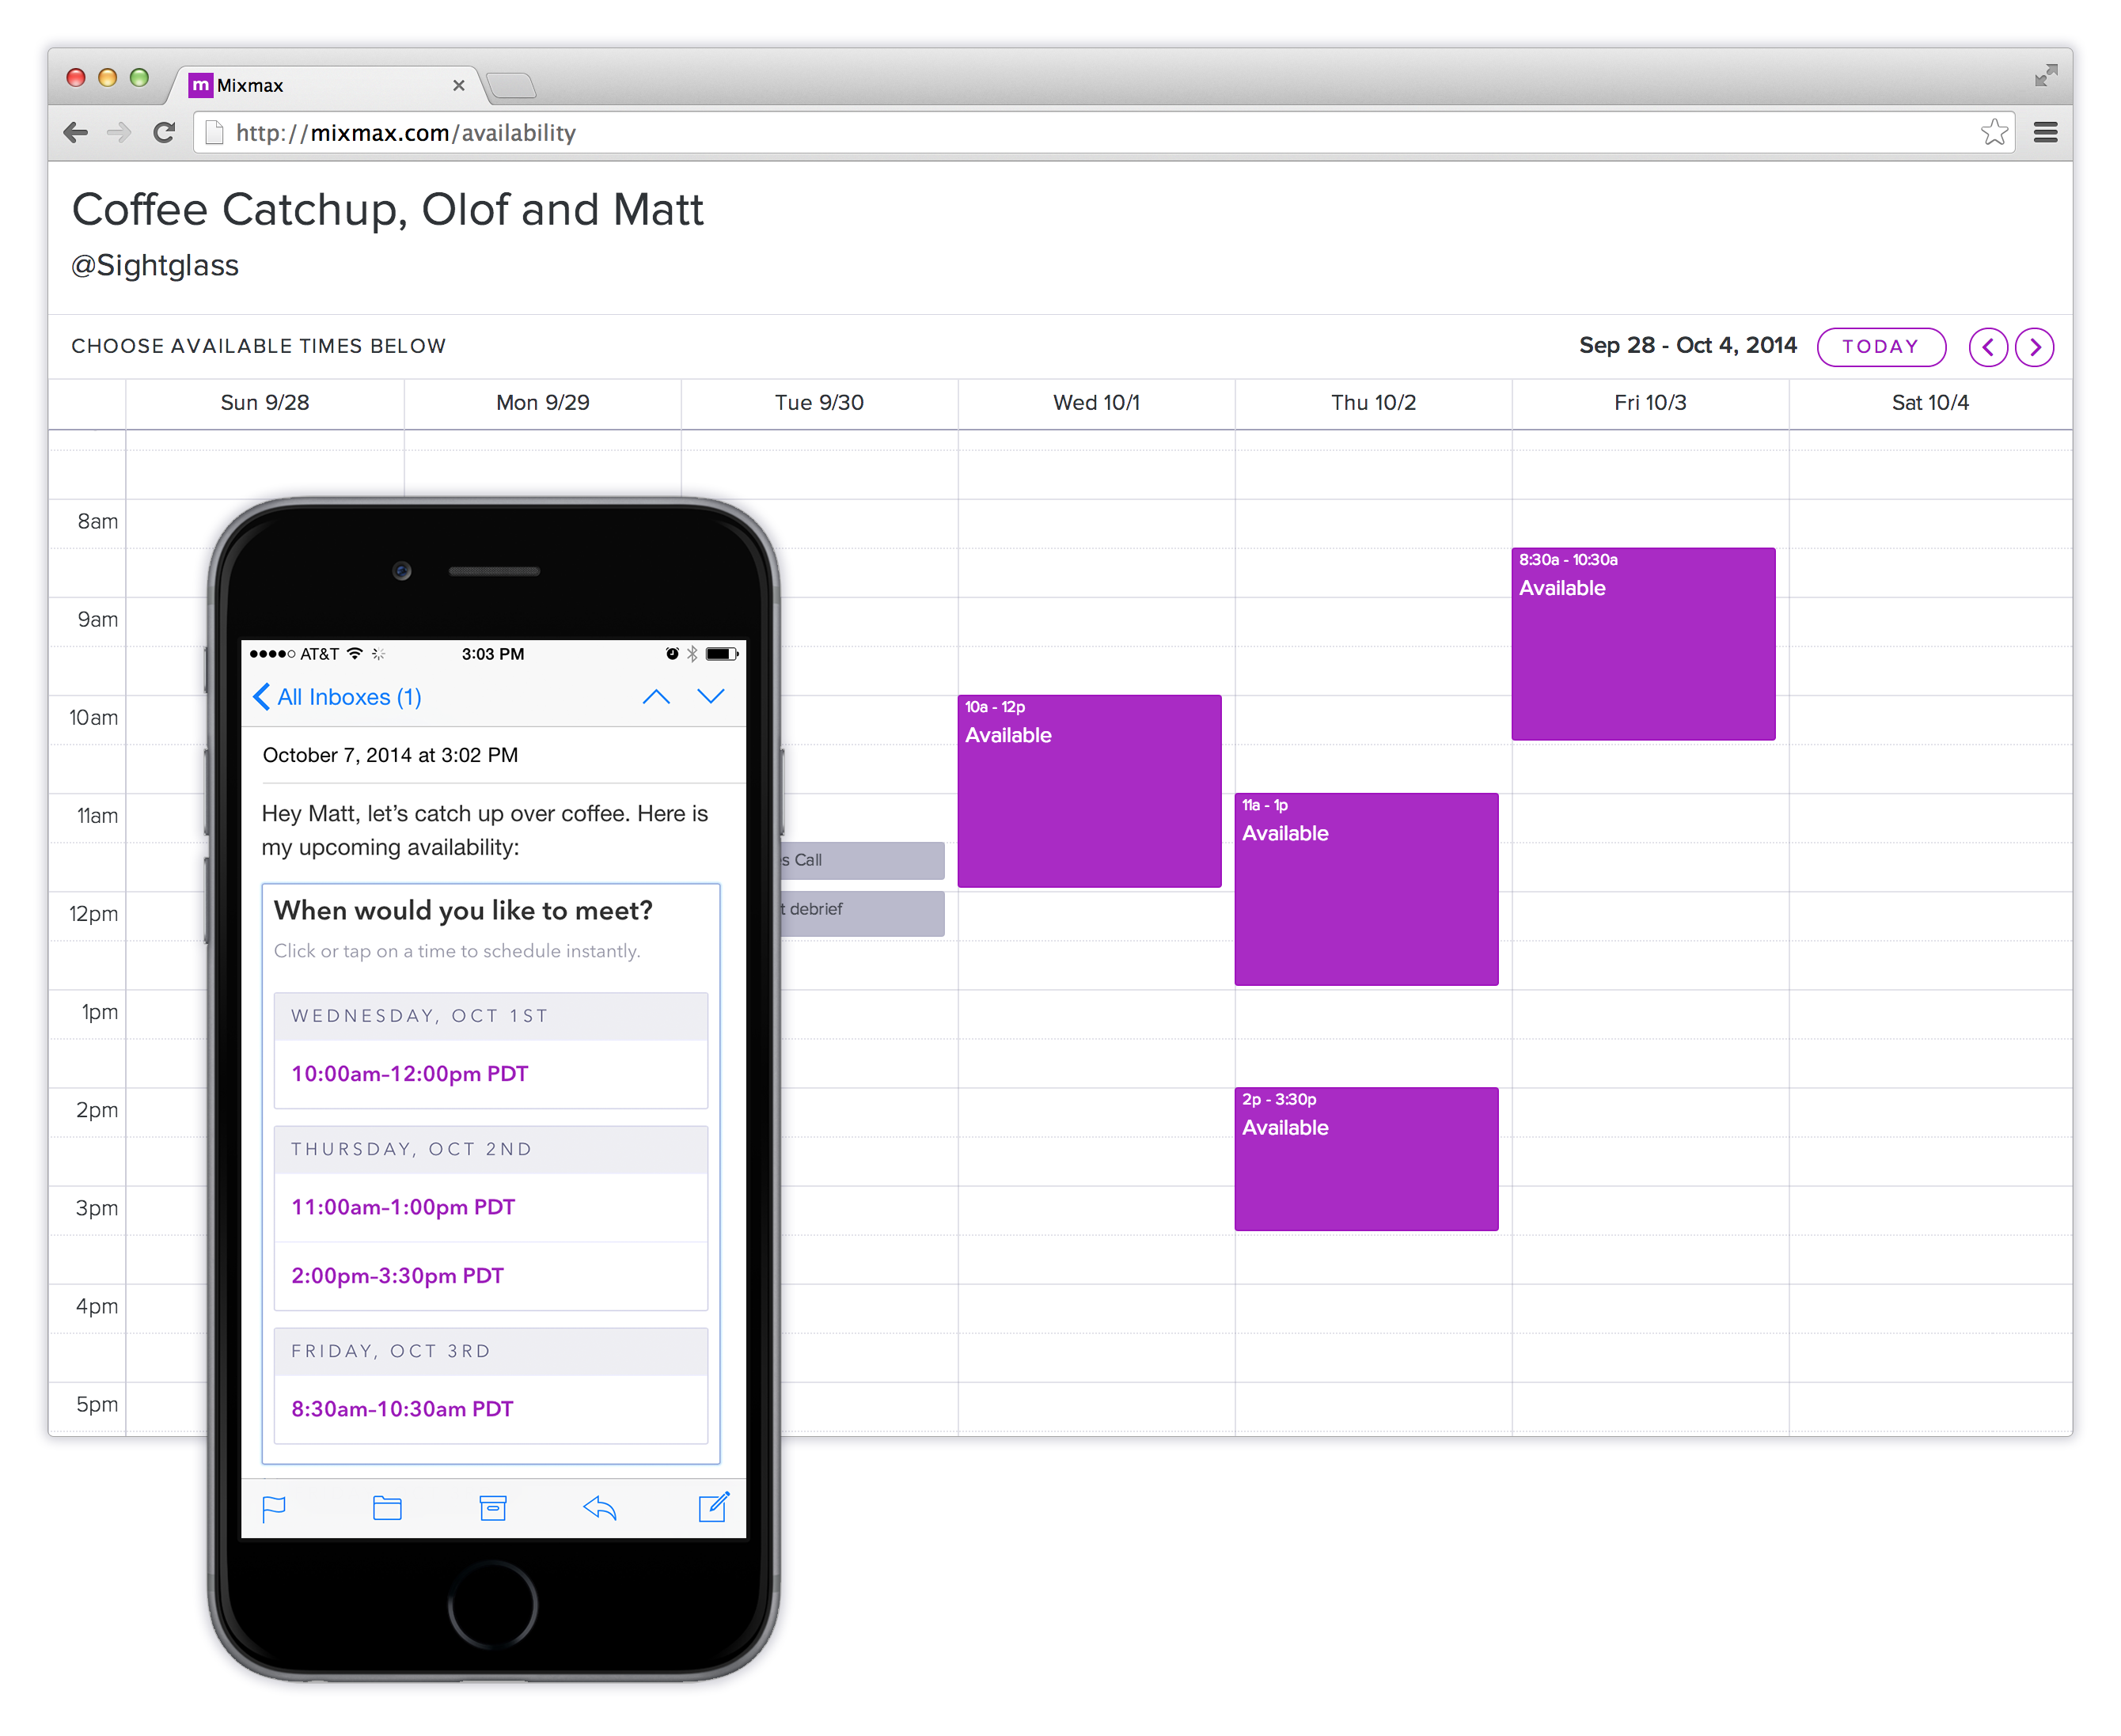 m Mixmax
http://mixmax.com/availability
Coffee Catchup, Olof and Matt
@Sightglass
CHOOSE AVAILABLE TIMES BELOW
Sep 28 - Oct 4, 2014 TODAY
Sun 9/28 Mon 9/29 Tue 9/30 Wed 10/1 Thu 10/2 Fri 10/3 Sat 10/4
8am
9am
10am
11am
12pm
1pm
2pm
3pm
4pm
5pm
Call
debrief
10a - 12p
Available
11a - 1p
Available
2p - 3:30p
Available
8:30a - 10:30a
Available
AT&T 3:03 PM
All Inboxes (1)
October 7, 2014 at 3:02 PM
Hey Matt, let’s catch up over coffee. Here is
my upcoming availability:
When would you like to meet?
Click or tap on a time to schedule instantly.
WEDNESDAY, OCT 1ST
10:00am–12:00pm PDT
THURSDAY, OCT 2ND
11:00am–1:00pm PDT
2:00pm–3:30pm PDT
FRIDAY, OCT 3RD
8:30am–10:30am PDT